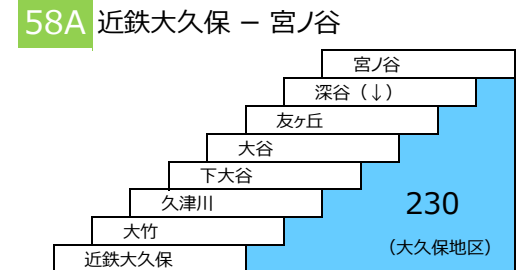 58A 近鉄大久保 － 宮ノ谷
宮ノ谷
深谷（↓）
友ヶ丘
大谷
下大谷
久津川
230
大竹
（大久保地区）
近鉄大久保